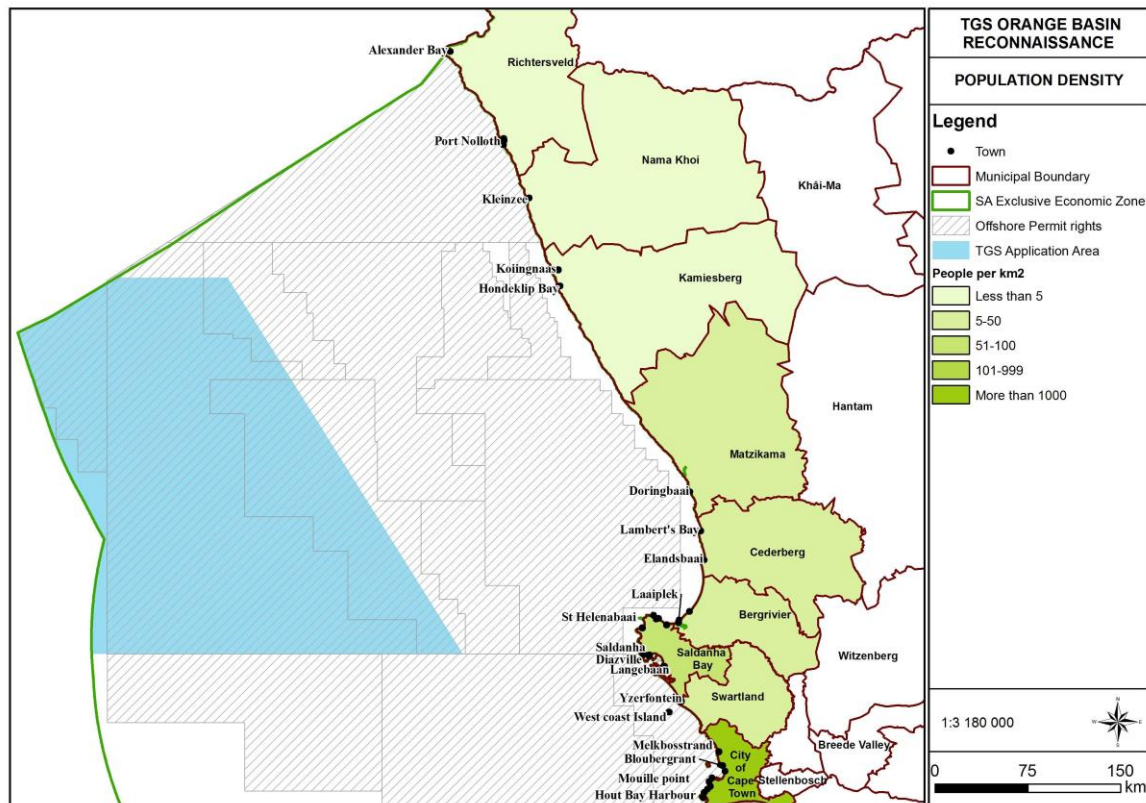 TGS ORANGE BASIN
RECONNAISSANCE
POPULATION DENSITY
Legend
Town
Municipal Boundary
SA Exclusive Economic Zone
Offshore Permit rights
TGS Application Area
People per km2
Less than 5
5-50
51-100
101-999
More than 1000
1:3 180 000
N
W E
S
0 75 150
km
Alexander Bay
Richtersveld
Port Nolloth
Nama Khoi
Khâi-Ma
Kleinzee
Koiingnaas
Kamiesberg
Hondeklip Bay
Hantam
Matzikama
Doringbaai
Lambert's Bay
Cederberg
Elandsbaai
Laaiplek
St Helenabaai
Bergrivier
Saldanha
Diazville
Langebaan
Saldanha
Bay
Witzenberg
Yzerfontein
Swartland
West coast Island
Melkbosstrand
Bloubergrant
City
of
Cape
Town
Breede Valley
Stellenbosch
Mouille point
Hout Bay Harbour